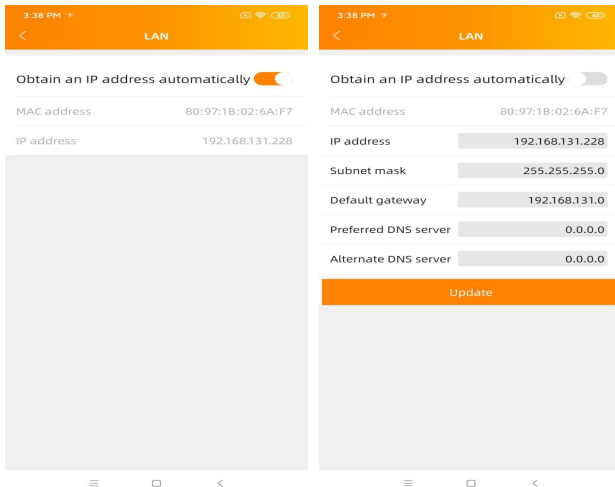 3:38 PM
LAN
Obtain an IP address automatically
MAC address 80:97:1B:02:6A:F7
IP address 192.168.131.228
3:38 PM
LAN
Obtain an IP address automatically
MAC address 80:97:1B:02:6A:F7
IP address 192.168.131.228
Subnet mask 255.255.255.0
Default gateway 192.168.131.0
Preferred DNS server 0.0.0.0
Alternate DNS server 0.0.0.0
Update